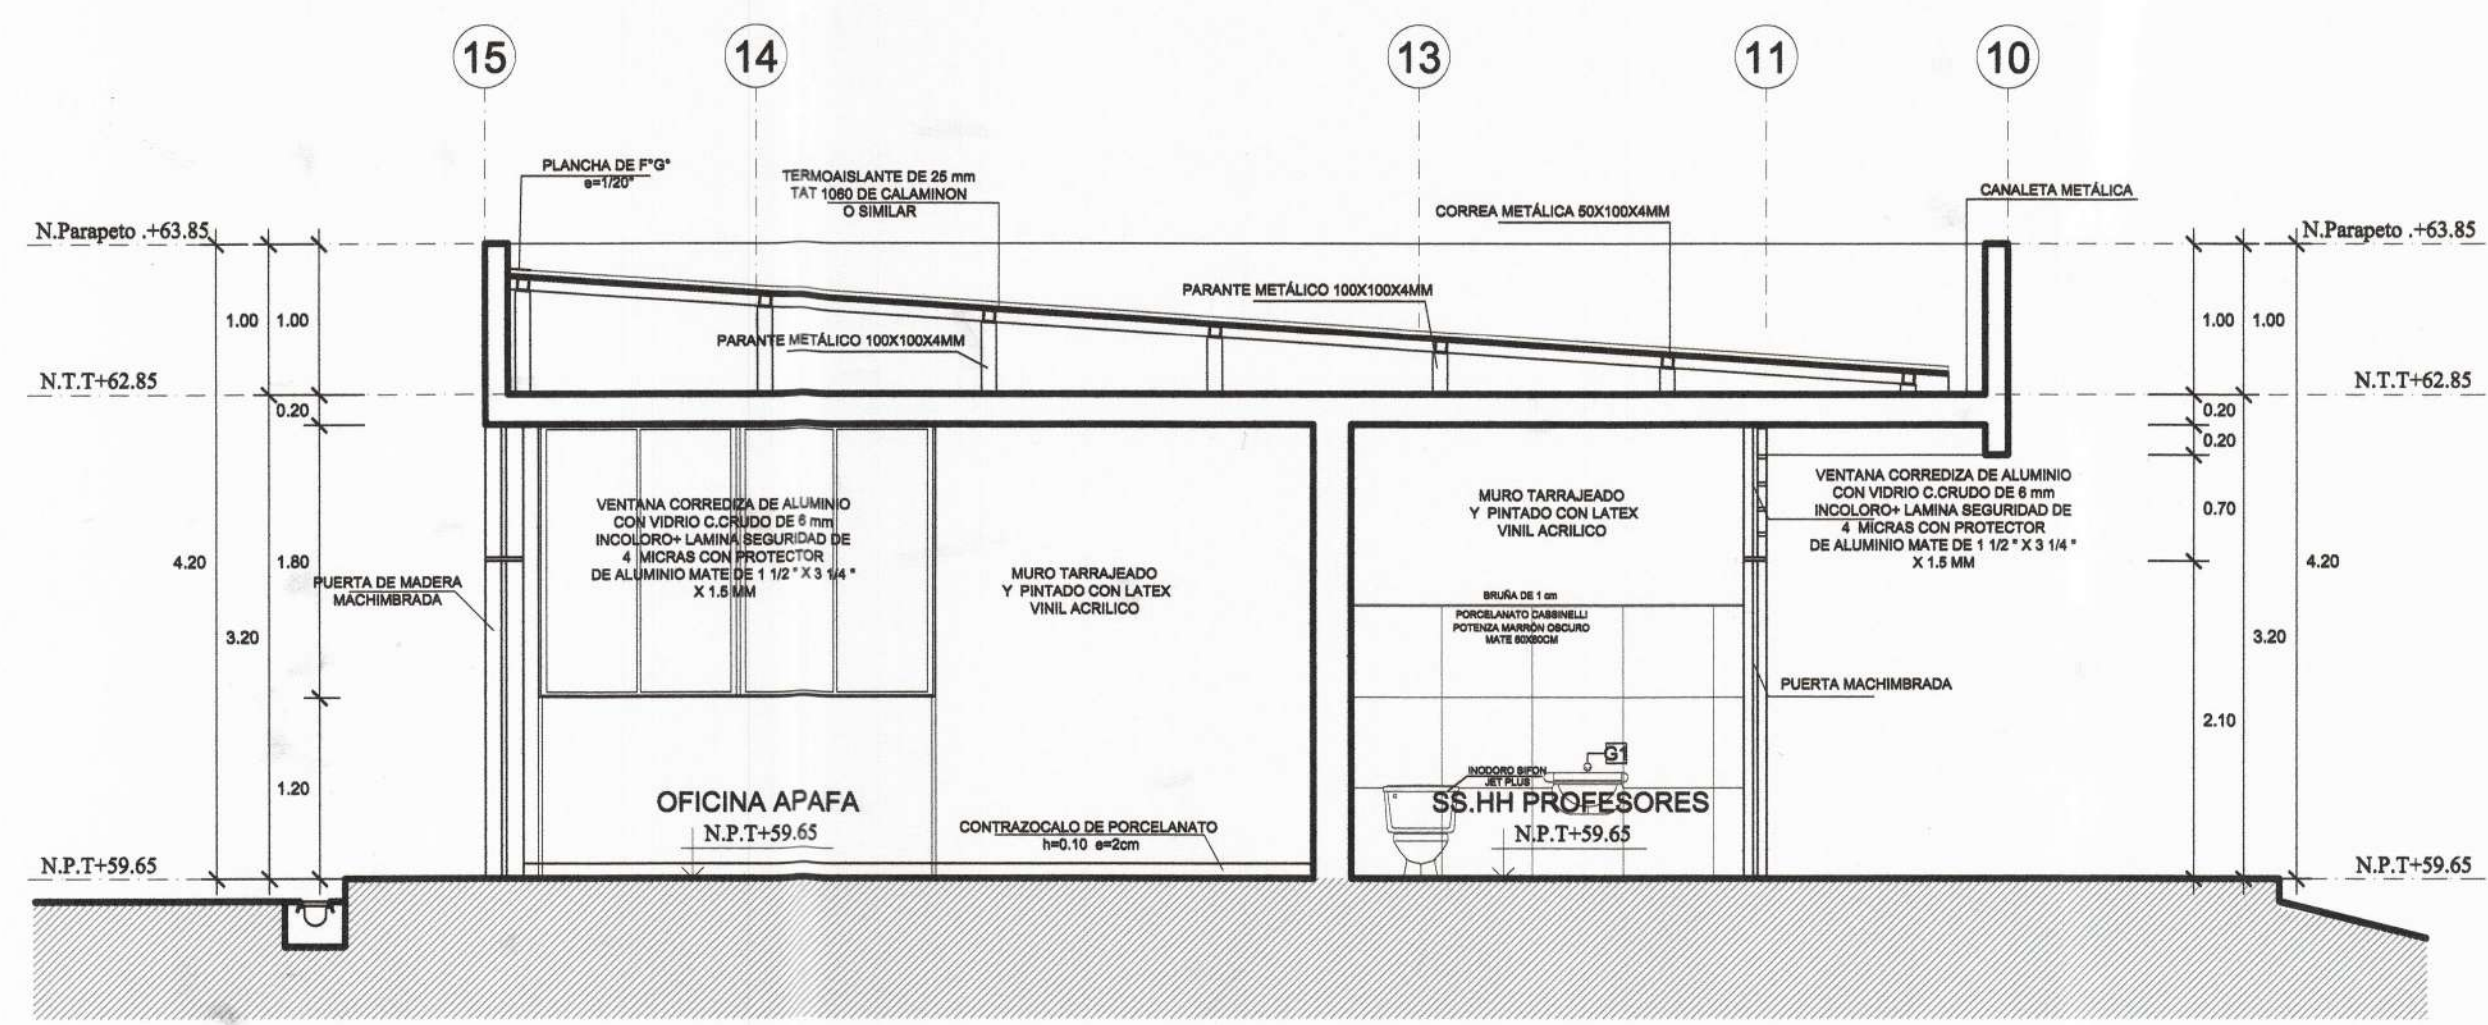 15
14
13
11
10
PLANCHA DE F°G°
e=1/20"
TERMOAISLANTE DE 25 mm
TAT 1060 DE CALAMINON
O SIMILAR
CANALETA METÁLICA
CORREA METÁLICA 50X100X4MM
N.Parapeto .+63.85
N.Parapeto .+63.85
PARANTE METÁLICO 100X100X4MM
1.00
1.00
1.00
1.00
PARANTE METÁLICO 100X100X4MM
N.T.T+62.85
N.T.T+62.85
0.20
0.20
0.20
VENTANA CORREDIZA DE ALUMINIO
CON VIDRIO C.CRUDO DE 6 mm
INCOLORO+ LAMINA SEGURIDAD DE
4 MICRAS CON PROTECTOR
DE ALUMINIO MATE DE 1 1/2 " X 3 1/4 "
X 1.5 MM
MURO TARRAJEADO
Y PINTADO CON LATEX
VINIL ACRILICO
VENTANA CORREDIZA DE ALUMINIO
CON VIDRIO C.CRUDO DE 6 mm
INCOLORO+ LAMINA SEGURIDAD DE
4 MICRAS CON PROTECTOR
DE ALUMINIO MATE DE 1 1/2 " X 3 1/4 "
X 1.5 MM
0.70
4.20
1.80
4.20
PUERTA DE MADERA
MACHIMBRADA
MURO TARRAJEADO
Y PINTADO CON LATEX
VINIL ACRILICO
BRUÑA DE 1 cm
PORCELANATO CASSINELLI
POTENZA MARRÓN OSCURO
MATE 60X60CM
3.20
3.20
PUERTA MACHIMBRADA
2.10
G1
INODORO SIFON
JET PLUS
1.20
OFICINA APAFA
N.P.T+59.65
SS.HH PROFESORES
N.P.T+59.65
CONTRAZOCALO DE PORCELANATO
h=0.10 e=2cm
N.P.T+59.65
N.P.T+59.65